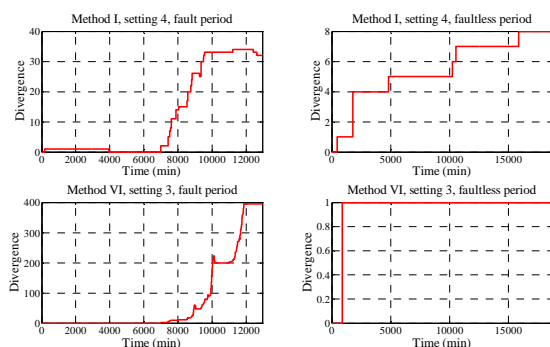 Method I, setting 4, fault period
Divergence
40
30
20
10
0
0 2000 4000 6000 8000 10000 12000
Time (min)
Method I, setting 4, faultless period
Divergence
8
6
4
2
0
0 5000 10000 15000
Time (min)
Method VI, setting 3, fault period
Divergence
400
300
200
100
0
0 2000 4000 6000 8000 10000 12000
Time (min)
Method VI, setting 3, faultless period
Divergence
1
0.8
0.6
0.4
0.2
0
0 5000 10000 15000
Time (min)